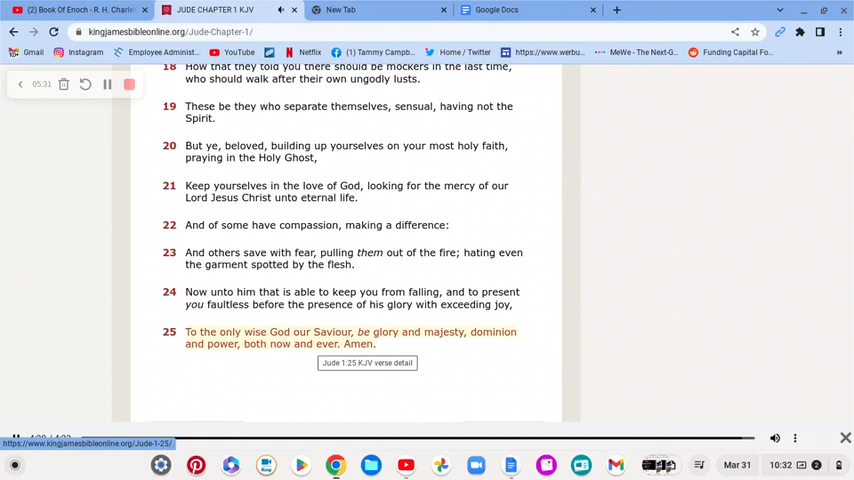 (2) Book Of Enoch - R. H. Charle
JUDE CHAPTER 1 KJV
New Tab
Google Docs
kingjamesbibleonline.org/Jude-Chapter-1/
Gmail
Instagram
Employee Administ...
YouTube
Netflix
(1) Tammy Campb...
Home / Twitter
https://www.werbu...
MeWe - The Next-G...
Refunding Capital Fo...
05:31
18 How that they told you there should be mockers in the last time,
who should walk after their own ungodly lusts.
19 These be they who separate themselves, sensual, having not the
Spirit.
20 But ye, beloved, building up yourselves on your most holy faith,
praying in the Holy Ghost,
21 Keep yourselves in the love of God, looking for the mercy of our
Lord Jesus Christ unto eternal life.
22 And of some have compassion, making a difference:
23 And others save with fear, pulling them out of the fire; hating even
the garment spotted by the flesh.
24 Now unto him that is able to keep you from falling, and to present
you faultless before the presence of his glory with exceeding joy,
25 To the only wise God our Saviour, be glory and majesty, dominion
and power, both now and ever. Amen.
Jude 1:25 KJV verse detail
https://www.kingjamesbibleonline.org/Jude-1-25/
Mar 31
10:32
2